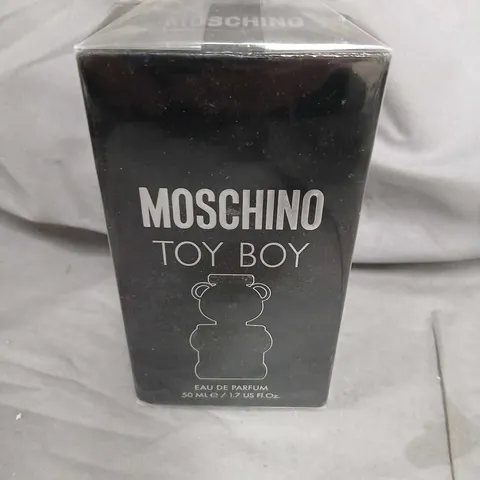 MOSCHINO
MOSCHINO
TOY BOY
EAU DE PARFUM
50 ML ℮ / 1.7 US Fl.Oz.